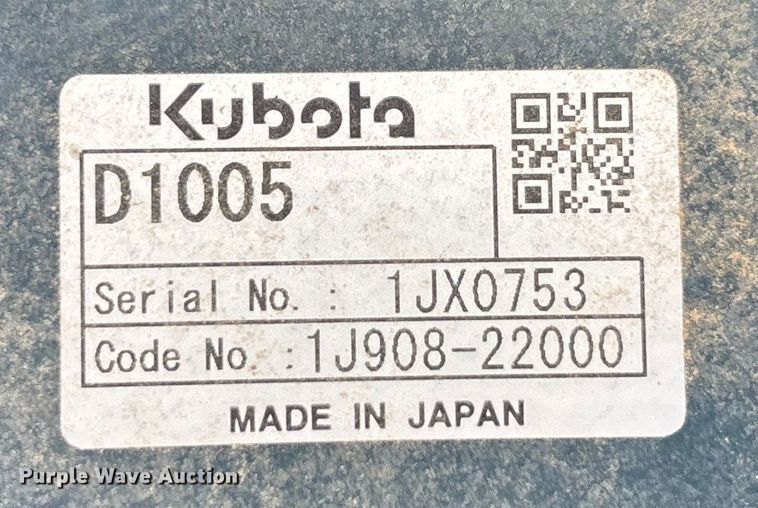 Kubota
D1005
Serial No. : 1JX0753
Code No :1J908-22000
MADE IN JAPAN
Purple Wave Auction